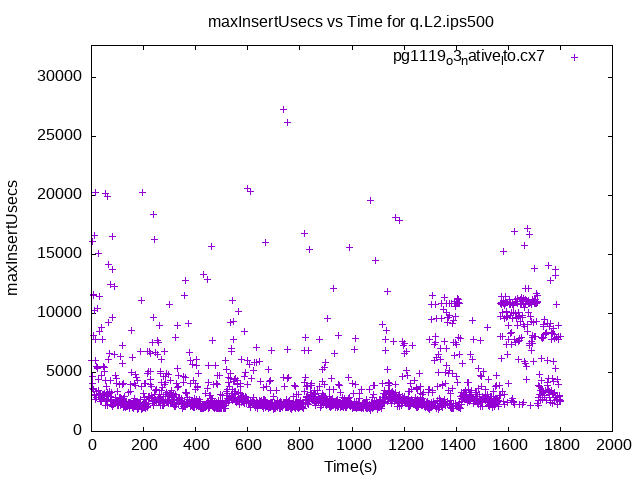 maxInsertUsecs vs Time for q.L2.ips500
pg1119o3native_lto.cx7
maxInsertUsecs
30000
25000
20000
15000
10000
5000
0
0 200 400 600 800 1000 1200 1400 1600 1800 2000
Time(s)